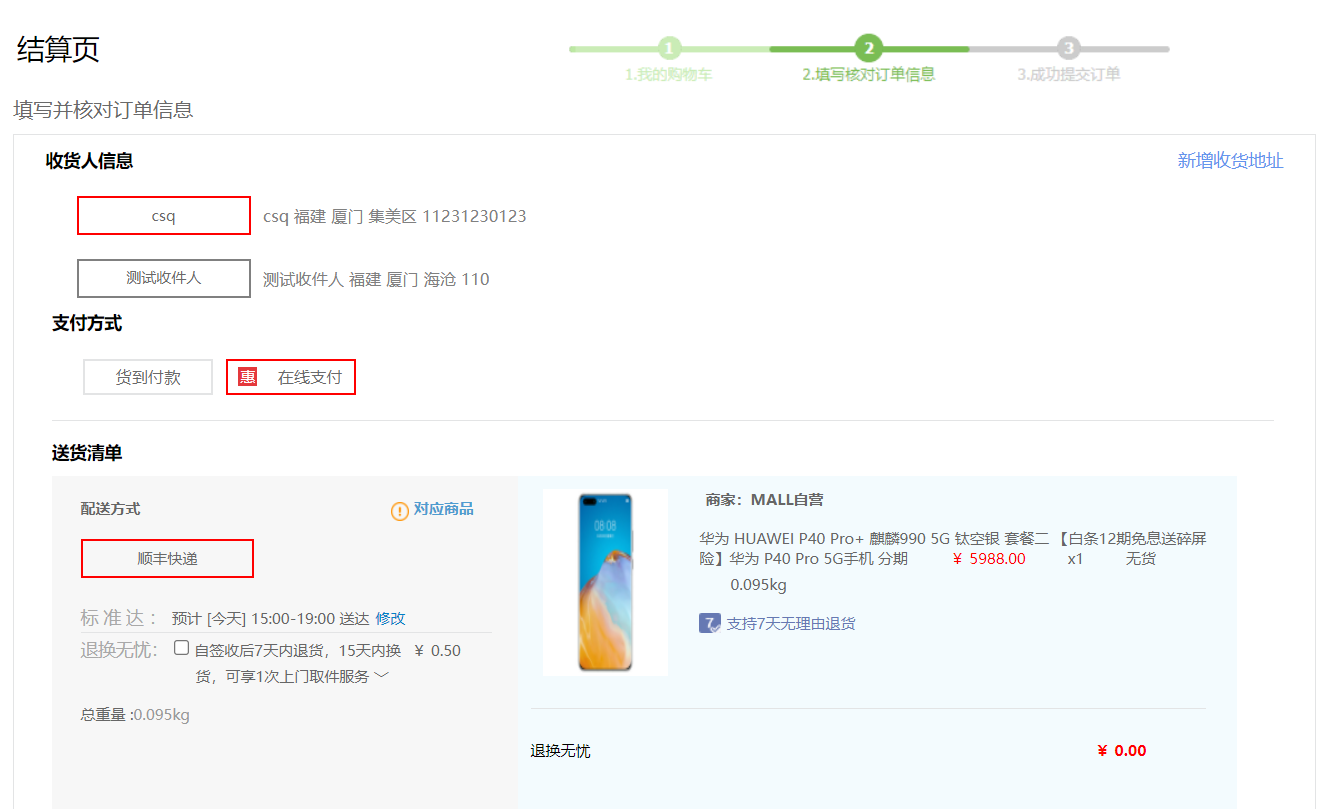 结算页
1
2
3
1.我的购物车
2.填写核对订单信息
3.成功提交订单
填写并核对订单信息
收货人信息
新增收货地址
csq
csq 福建 厦门 集美区 11231230123
测试收件人
测试收件人 福建 厦门 海沧 110
支付方式
货到付款
惠 在线支付
送货清单
配送方式
对应商品
顺丰快递
标 准 达： 预计 [今天] 15:00-19:00 送达 修改
退换无忧： 自签收后7天内退货，15天内换 ￥ 0.50
货，可享1次上门取件服务
总重量 :0.095kg
08:08
商家：MALL自营
华为 HUAWEI P40 Pro+ 麒麟990 5G 钛空银 套餐二 【白条12期免息送碎屏
险】华为 P40 Pro 5G手机 分期 ￥ 5988.00 x1 无货
0.095kg
7 支持7天无理由退货
退换无忧
￥ 0.00